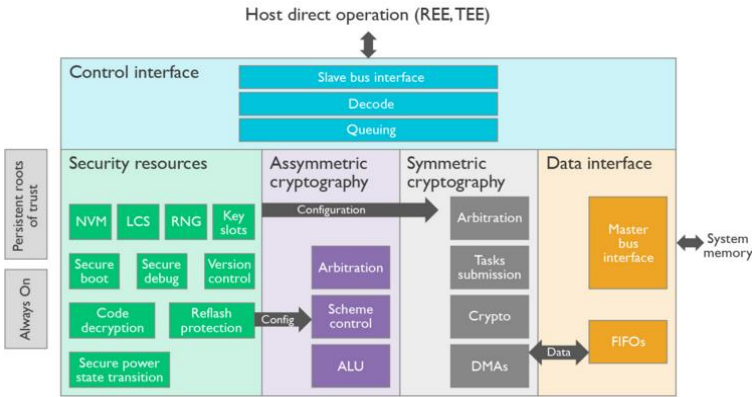 Host direct operation (REE, TEE)
Control interface
Slave bus interface
Decode
Queuing
Persistent roots
of trust
Always On
Security resources
NVM
LCS
RNG
Key
slots
Secure
boot
Secure
debug
Version
control
Code
decryption
Reflash
protection
Secure power
state transition
Configuration
Config
Assymmetric
cryptography
Arbitration
Scheme
control
ALU
Symmetric
cryptography
Arbitration
Tasks
submission
Crypto
DMAs
Data
Data interface
Master
bus
interface
FIFOs
System
memory